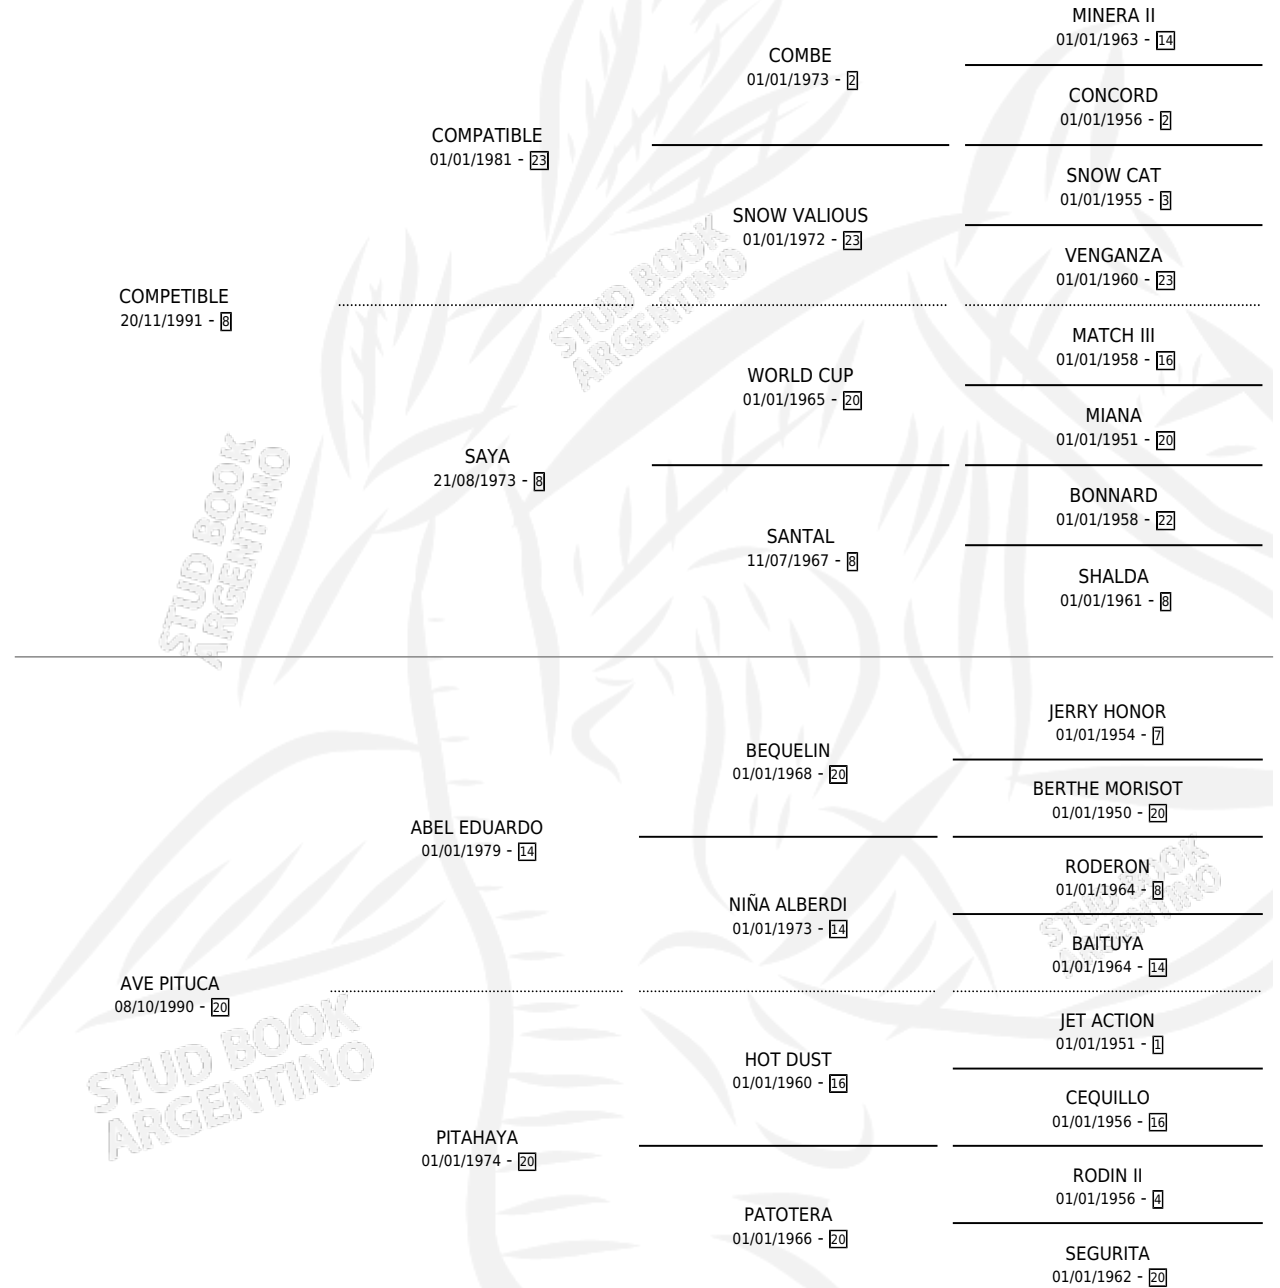 MINERA II
01/01/1963 - 14
COMBE
01/01/1973 - 2
CONCORD
01/01/1956 - 2
COMPATIBLE
01/01/1981 - 23
SNOW CAT
01/01/1955 - 3
SNOW VALIOUS
01/01/1972 - 23
VENGANZA
01/01/1960 - 23
COMPETIBLE
20/11/1991 - 8
MATCH III
01/01/1958 - 16
WORLD CUP
01/01/1965 - 20
MIANA
01/01/1951 - 20
SAYA
21/08/1973 - 8
BONNARD
01/01/1958 - 22
SANTAL
11/07/1967 - 8
SHALDA
01/01/1961 - 8
JERRY HONOR
01/01/1954 - 7
BEQUELIN
01/01/1968 - 20
BERTHE MORISOT
01/01/1950 - 20
ABEL EDUARDO
01/01/1979 - 14
RODERON
01/01/1964 - 8
NIÑA ALBERDI
01/01/1973 - 14
BAITUYA
01/01/1964 - 14
AVE PITUCA
08/10/1990 - 20
JET ACTION
01/01/1951 - 1
HOT DUST
01/01/1960 - 16
CEQUILLO
01/01/1956 - 16
PITAHAYA
01/01/1974 - 20
RODIN II
01/01/1956 - 4
PATOTERA
01/01/1966 - 20
SEGURITA
01/01/1962 - 20
STUD BOOK
ARGENTINO
STUD BOOK
ARGENTINO
STUD BOOK
ARGENTINO
STUD BOOK
ARGENTINO